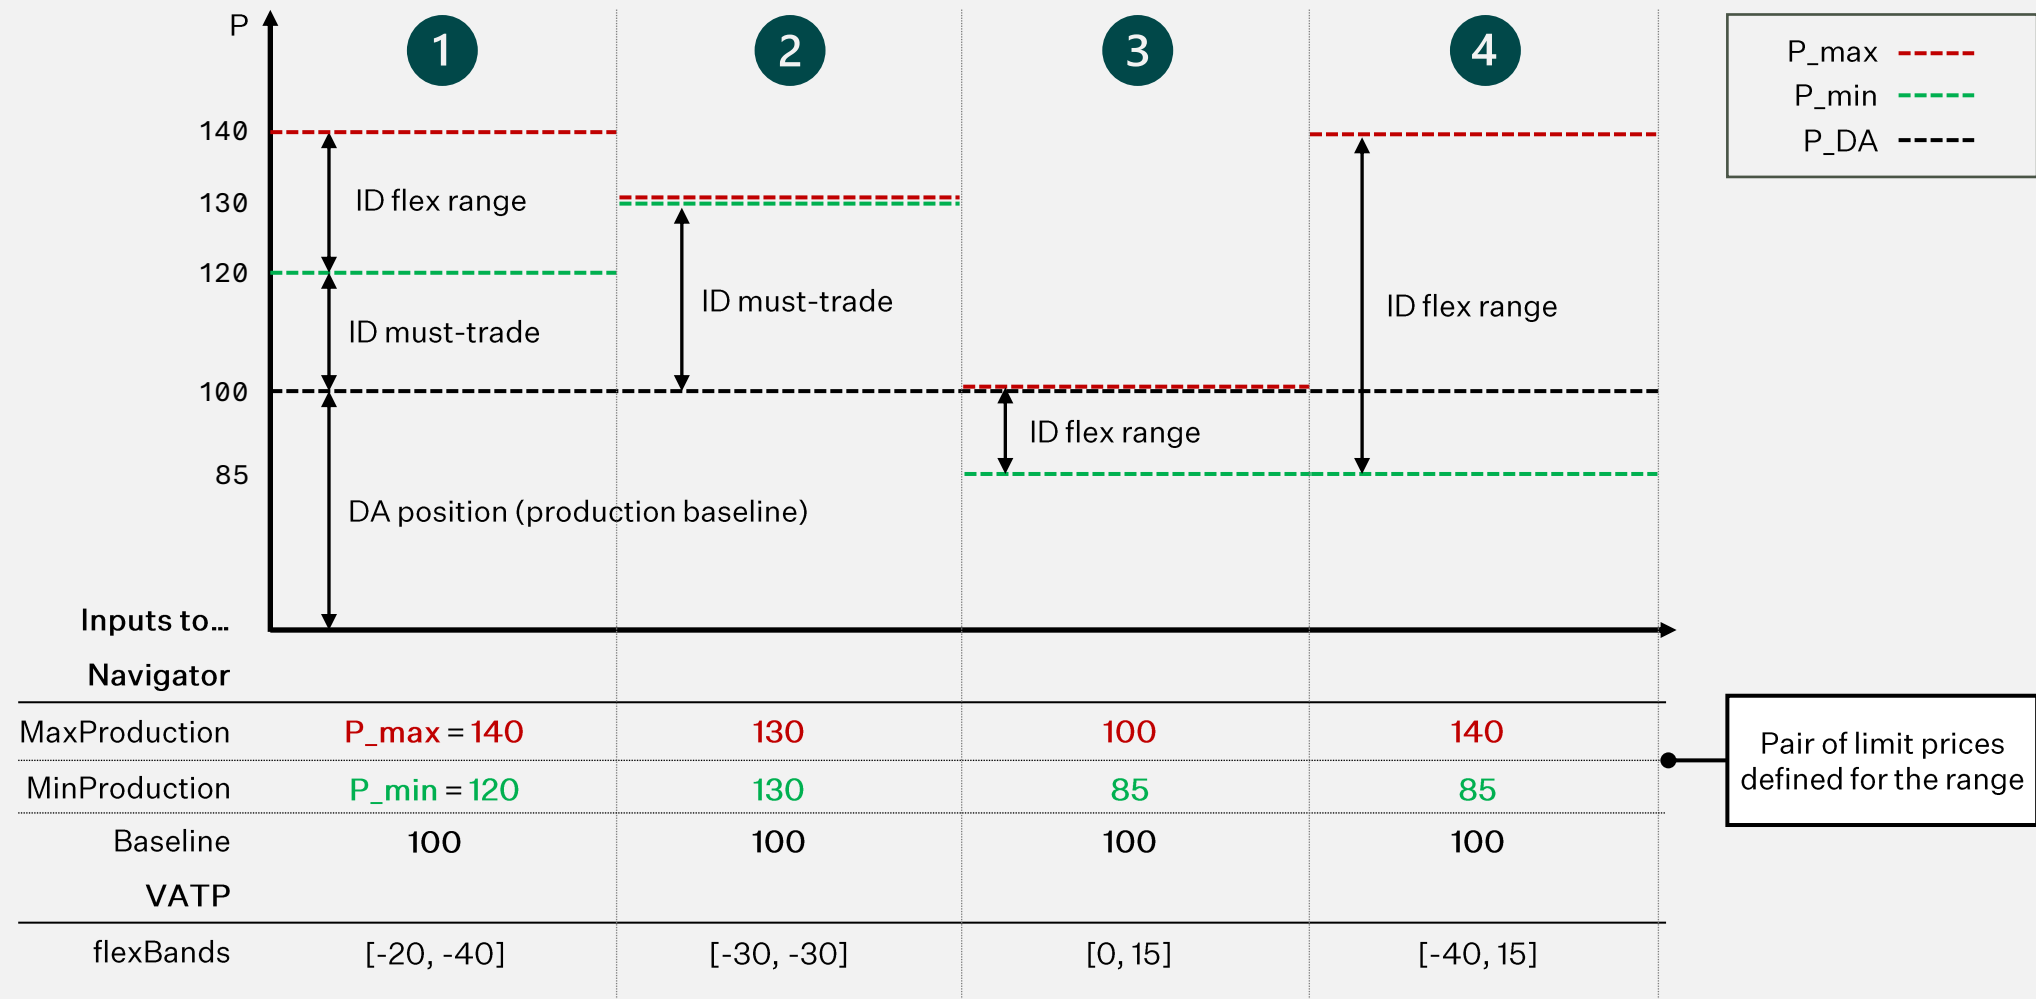 P
1
2
3
4
P_max
P_min
P_DA
140
130
120
100
85
ID flex range
ID must-trade
ID must-trade
ID flex range
ID flex range
DA position (production baseline)
Inputs to...
Navigator
MaxProduction P_max = 140 130 100 140
MinProduction P_min = 120 130 85 85
Baseline 100 100 100 100
VATP
flexBands [-20, -40] [-30, -30] [0, 15] [-40, 15]
Pair of limit prices
defined for the range